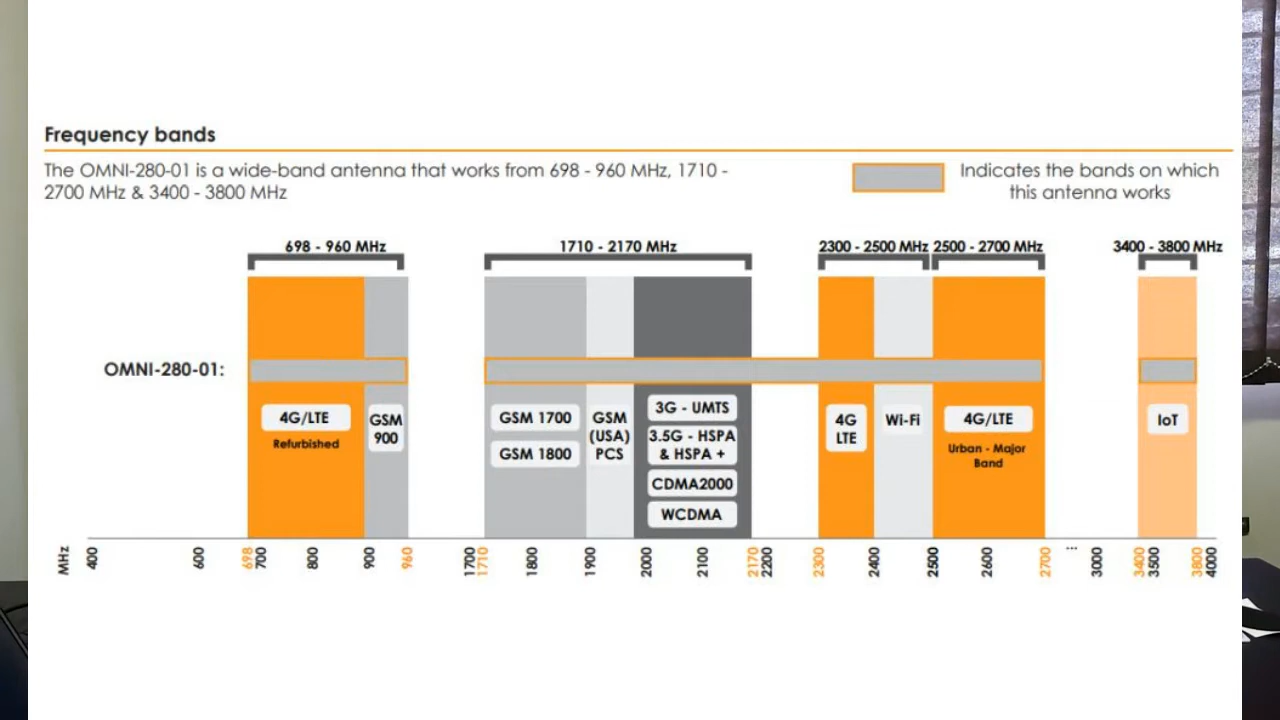 Frequency bands
The OMNI-280-01 is a wide-band antenna that works from 698 - 960 MHz, 1710 -
2700 MHz & 3400 - 3800 MHz
Indicates the bands on which
this antenna works
698 - 960 MHz
1710 - 2170 MHz
2300 - 2500 MHz
2500 - 2700 MHz
3400 - 3800 MHz
OMNI-280-01:
4G/LTE
Refurbished
GSM
900
GSM 1700
GSM 1800
GSM
(USA)
PCS
3G - UMTS
3.5G - HSPA
& HSPA +
CDMA2000
WCDMA
4G
LTE
Wi-Fi
4G/LTE
Urban - Major
Band
IoT
MHz
400
600
698
700
800
900
960
1700
1710
1800
1900
2000
2100
2170
2200
2300
2400
2500
2600
2700
...
3000
3400
3500
3800
4000